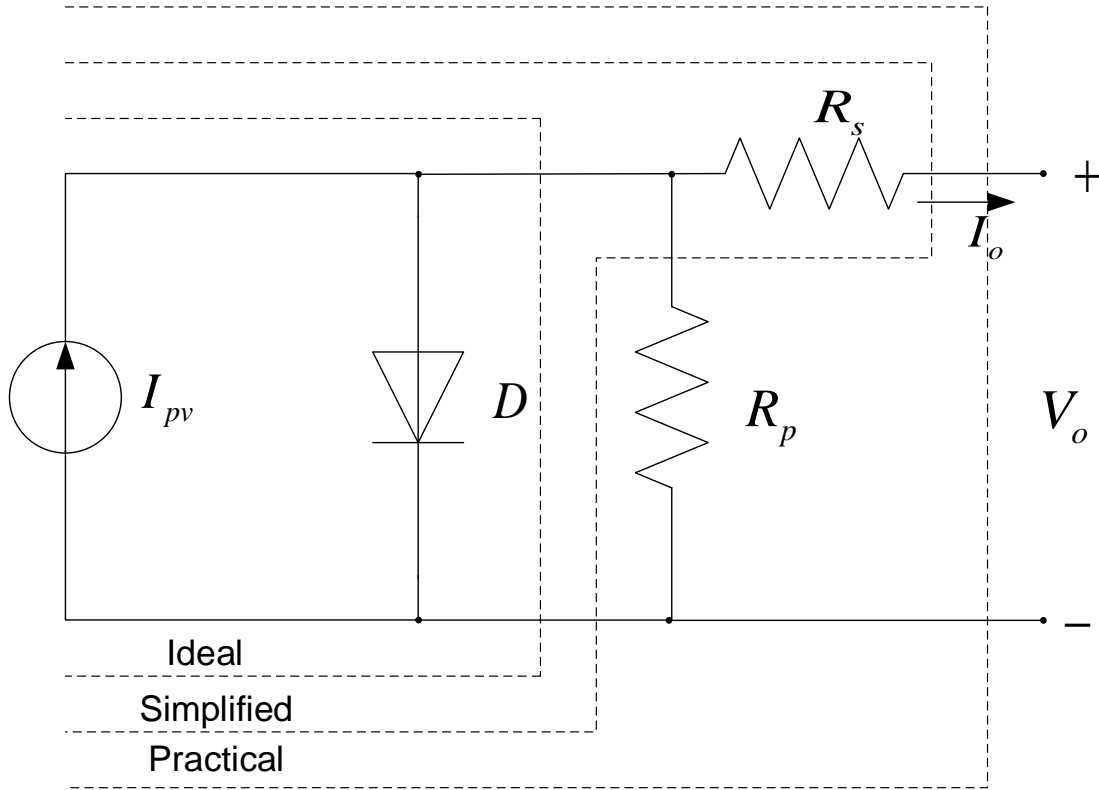 R_s
+
I_o
I_pv
D
R_p
V_o
−
Ideal
Simplified
Practical